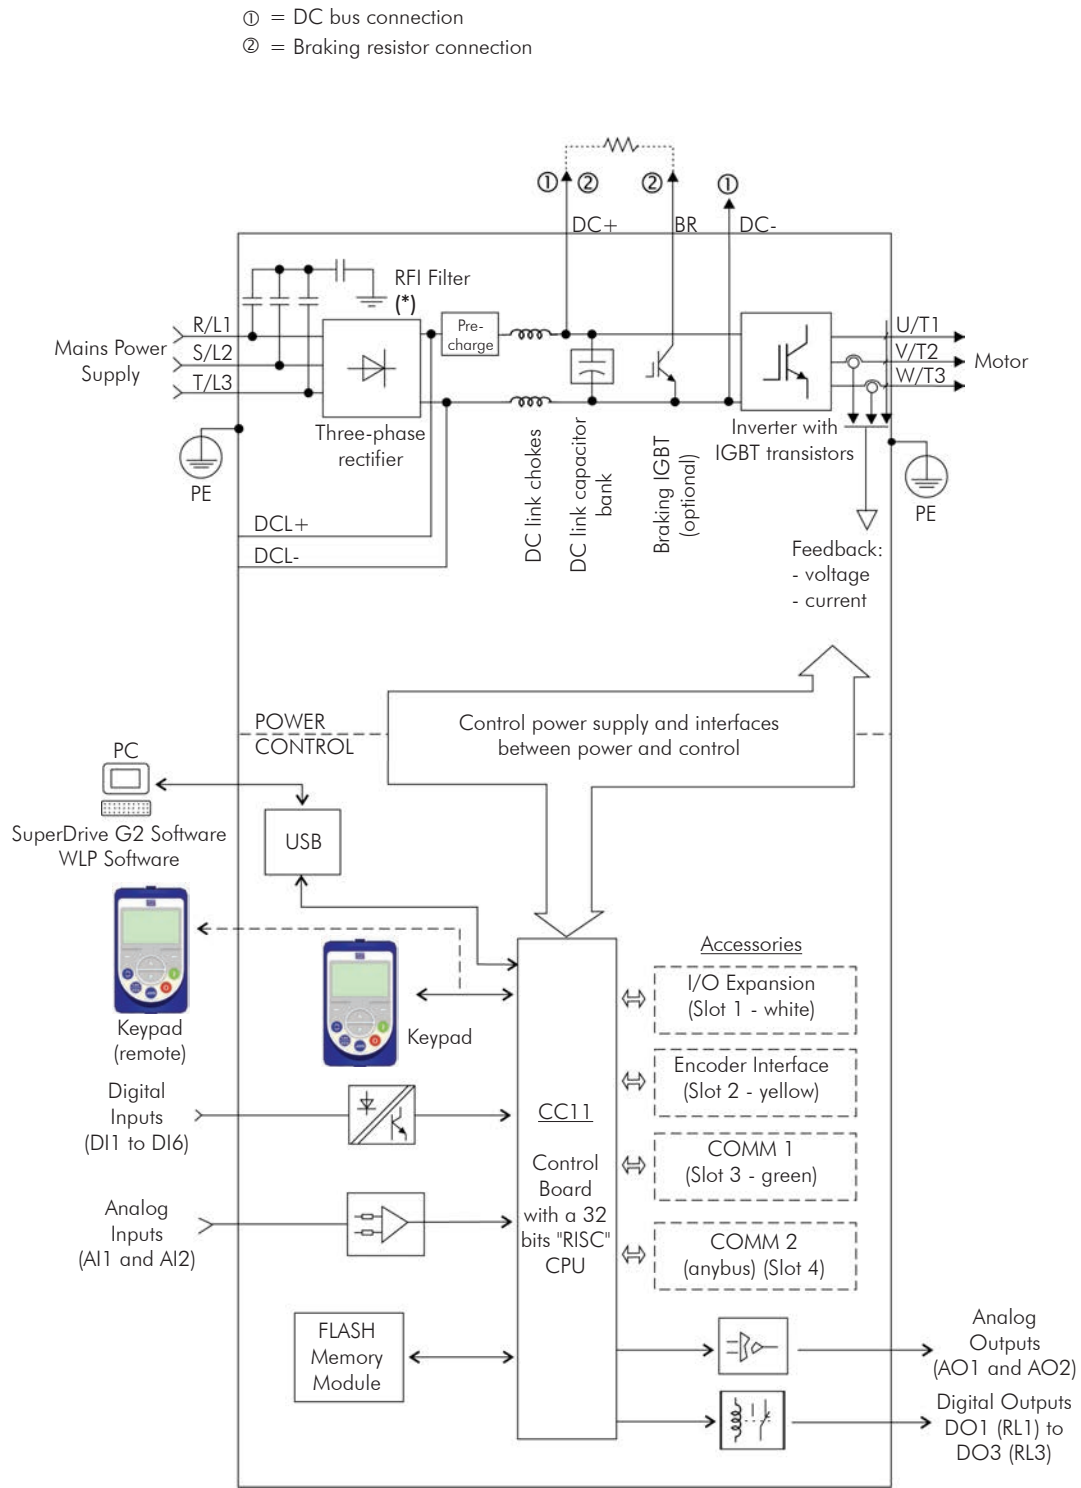 ① = DC bus connection
② = Braking resistor connection
① ② ② ①
DC+ BR DC-
RFI Filter
(*)
Mains Power
Supply
R/L1
S/L2
T/L3
Pre-
charge
U/T1
V/T2
W/T3
Motor
Three-phase
rectifier
Inverter with
IGBT transistors
PE
PE
DC link chokes
DC link capacitor
bank
Braking IGBT
(optional)
DCL+
DCL-
Feedback:
- voltage
- current
POWER
CONTROL
Control power supply and interfaces
between power and control
PC
SuperDrive G2 Software
WLP Software
USB
Keypad
(remote)
Keypad
Accessories
I/O Expansion
(Slot 1 - white)
Encoder Interface
(Slot 2 - yellow)
COMM 1
(Slot 3 - green)
COMM 2
(anybus) (Slot 4)
Digital
Inputs
(DI1 to DI6)
Analog
Inputs
(AI1 and AI2)
CC11
Control
Board
with a 32
bits "RISC"
CPU
FLASH
Memory
Module
Analog
Outputs
(AO1 and AO2)
Digital Outputs
DO1 (RL1) to
DO3 (RL3)